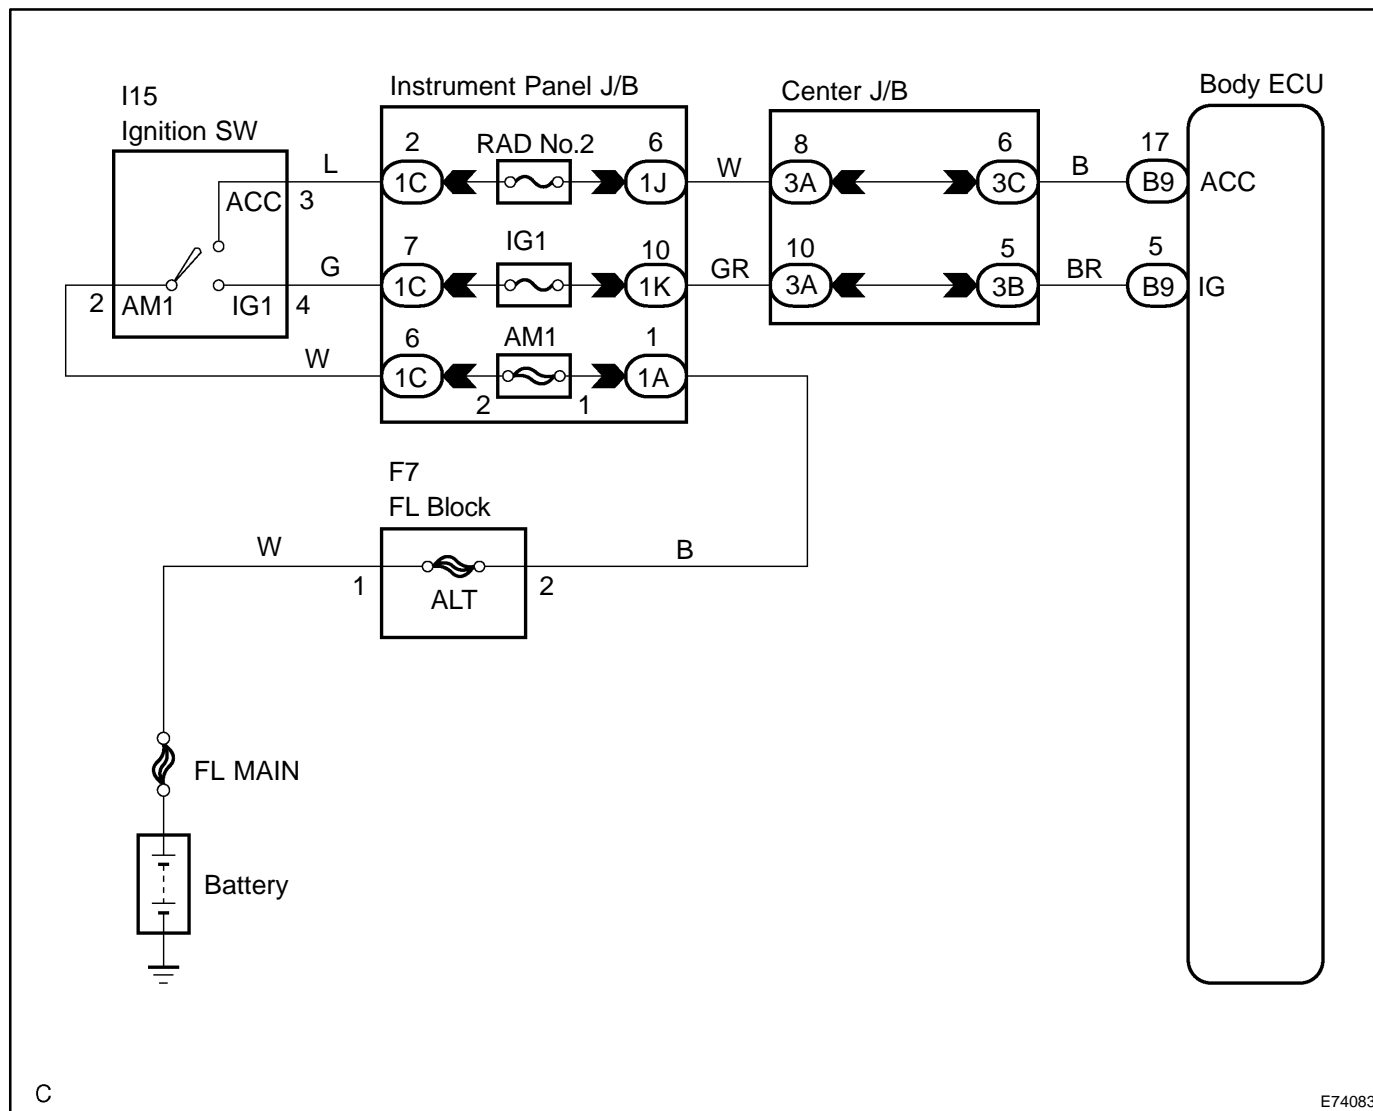 I15
Ignition SW
Instrument Panel J/B
Center J/B
Body ECU
L
ACC 3
2
1C
RAD No.2
6
1J
W
8
3A
6
3C
B
17
B9
ACC
2
AM1
IG1 4
G
7
1C
IG1
10
1K
GR
10
3A
5
3B
BR
5
B9
IG
W
6
1C
AM1
2 1
1
1A
F7
FL Block
W
1
ALT
2
B
FL MAIN
Battery
C
E74083